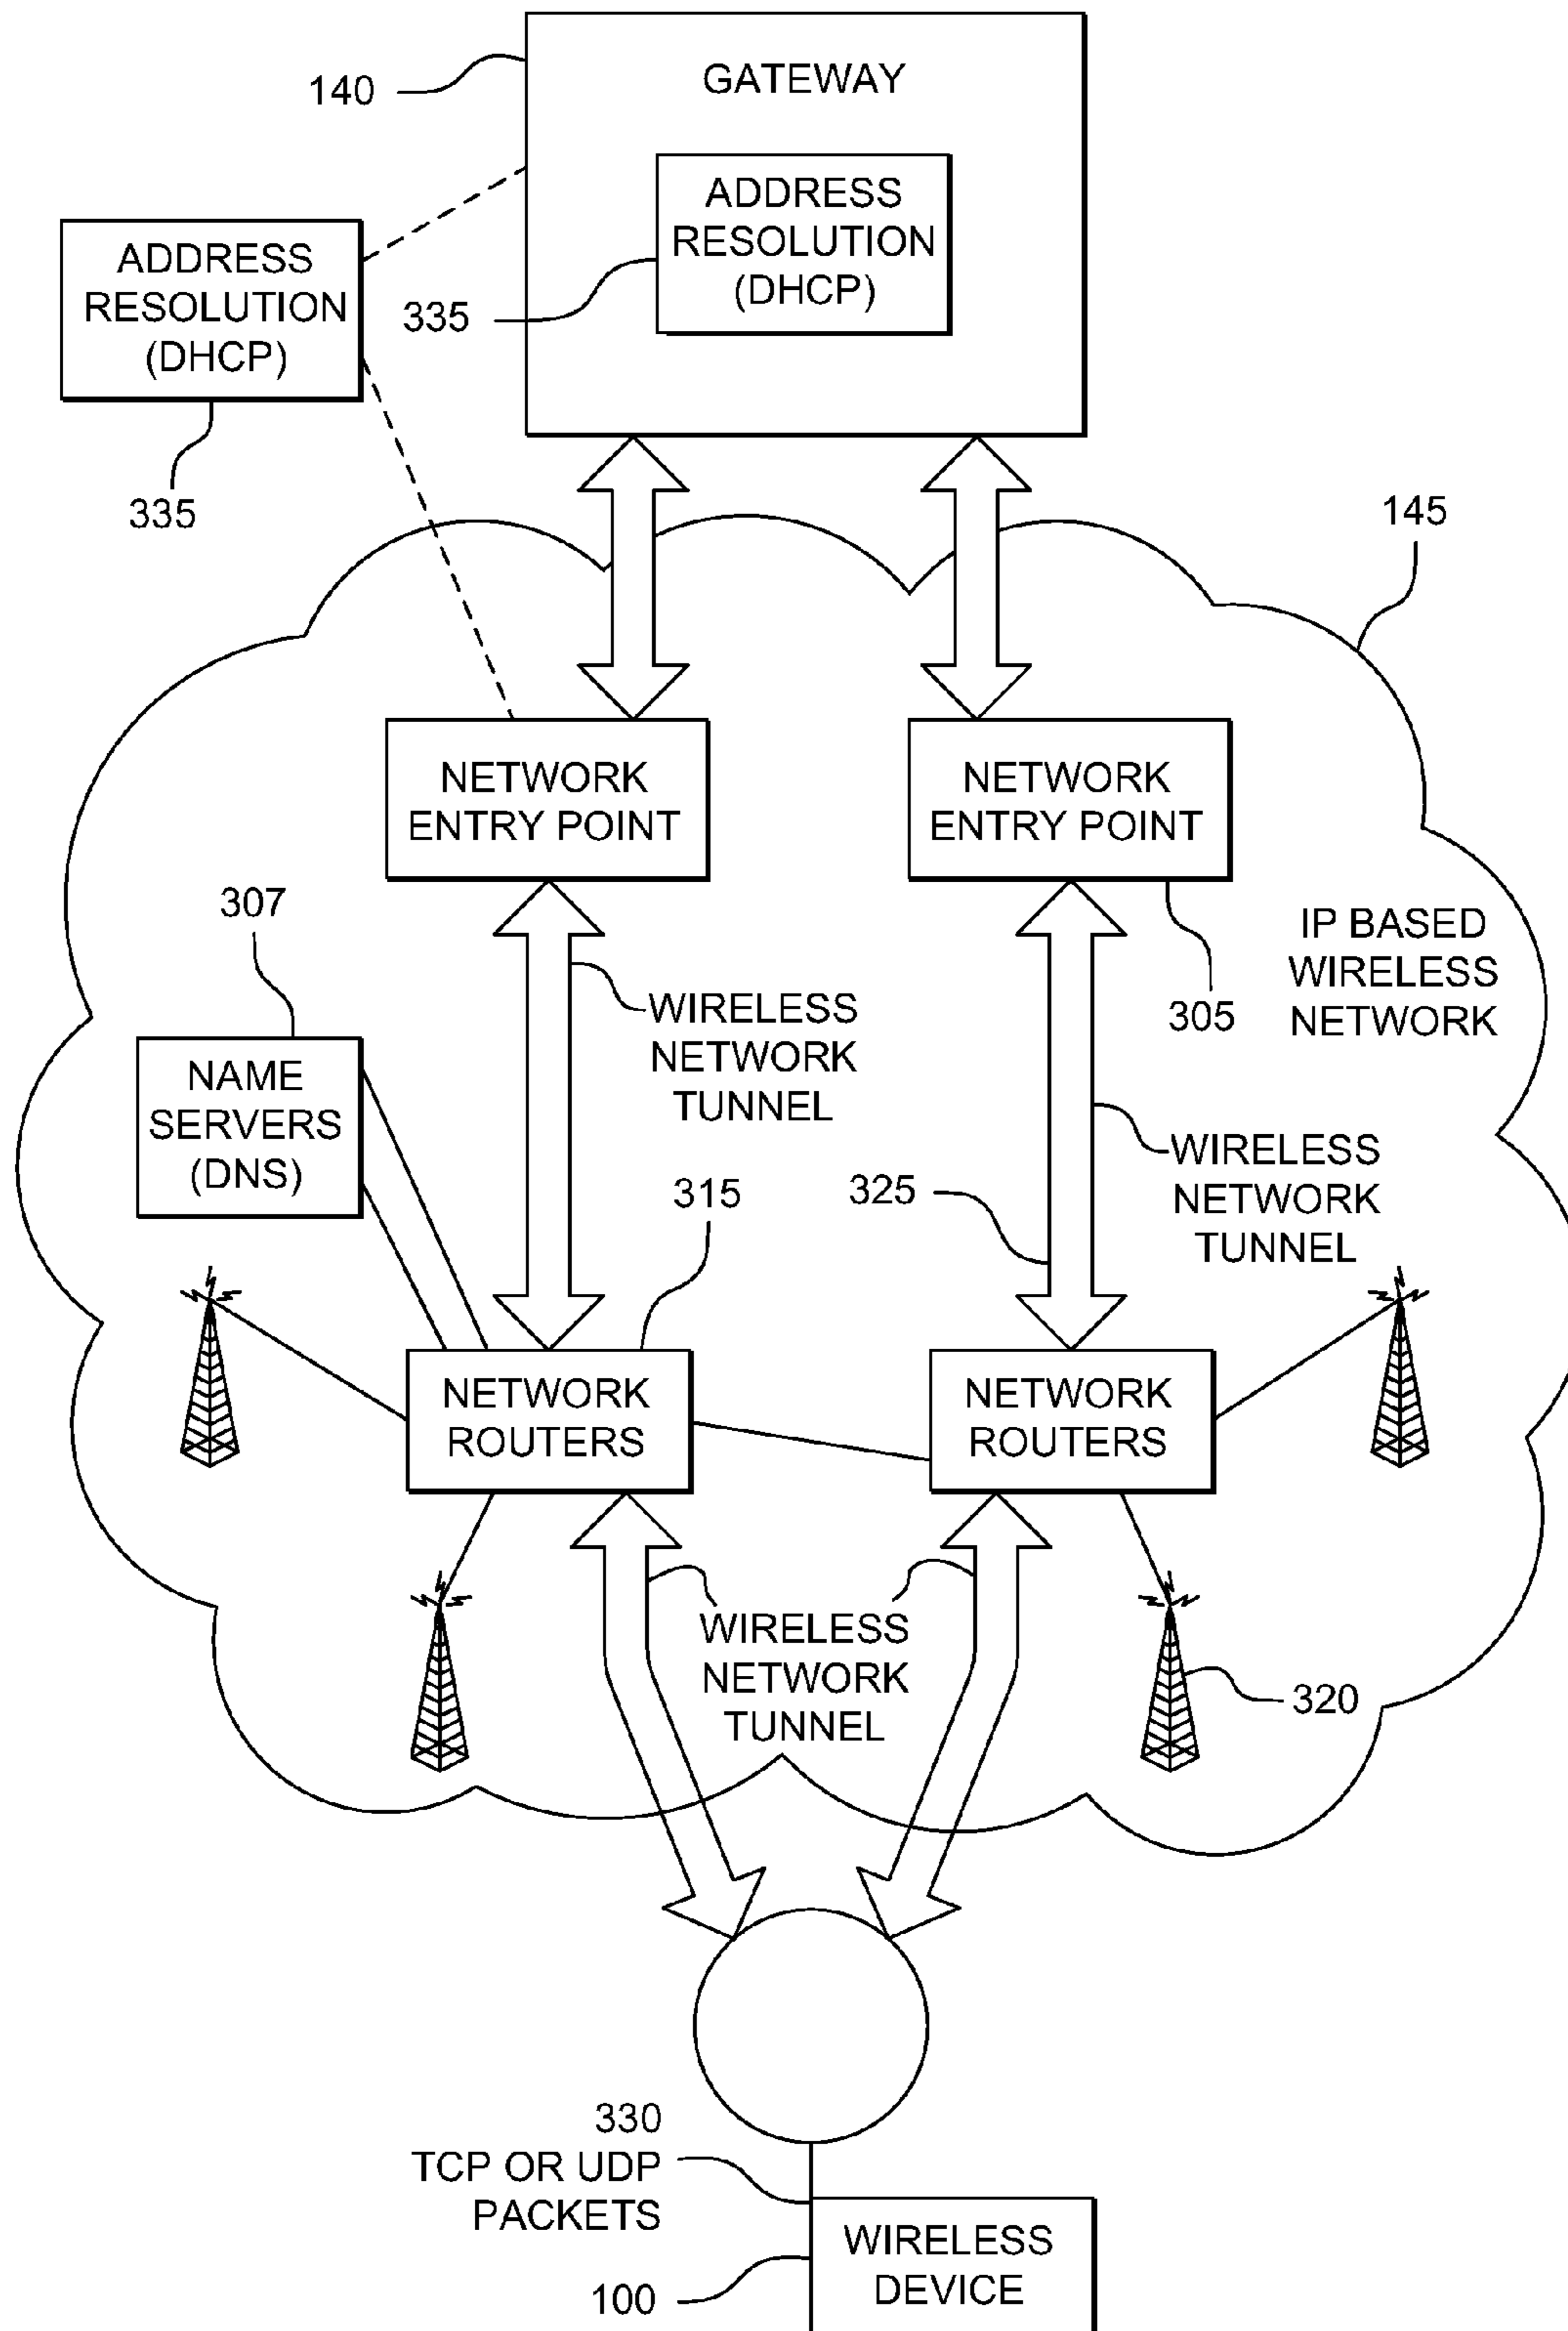 140
GATEWAY
ADDRESS
RESOLUTION
(DHCP)
335
ADDRESS
RESOLUTION
(DHCP)
335
145
NETWORK
ENTRY POINT
NETWORK
ENTRY POINT
305
IP BASED
WIRELESS
NETWORK
307
NAME
SERVERS
(DNS)
WIRELESS
NETWORK
TUNNEL
315
325
WIRELESS
NETWORK
TUNNEL
NETWORK
ROUTERS
NETWORK
ROUTERS
WIRELESS
NETWORK
TUNNEL
320
330
TCP OR UDP
PACKETS
WIRELESS
DEVICE
100